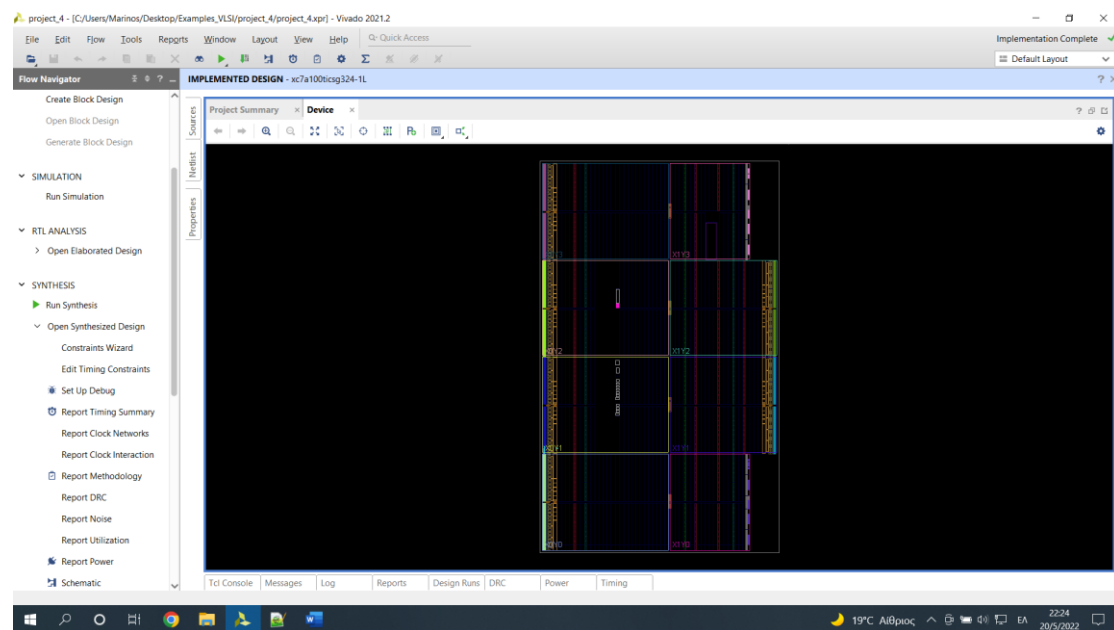 project_4 - [C:/Users/Marinos/Desktop/Examples_VLSI/project_4/project_4.xpr] - Vivado 2021.2
File Edit Flow Tools Reports Window Layout View Help Q- Quick Access Implementation Complete
Default Layout
Flow Navigator ? IMPLEMENTED DESIGN - xc7a100ticsg324-1L ?
Create Block Design
Open Block Design
Generate Block Design
SIMULATION
Run Simulation
RTL ANALYSIS
Open Elaborated Design
SYNTHESIS
Run Synthesis
Open Synthesized Design
Constraints Wizard
Edit Timing Constraints
Set Up Debug
Report Timing Summary
Report Clock Networks
Report Clock Interaction
Report Methodology
Report DRC
Report Noise
Report Utilization
Report Power
Schematic
Sources
Netlist
Properties
Project Summary × Device × ?
X1Y3
X0Y2 X1Y2
X0Y1 X1Y1
X0Y0 X1Y0
Tcl Console Messages Log Reports Design Runs DRC Power Timing
19°C Αίθριος ΕΛ 22:24
20/5/2022